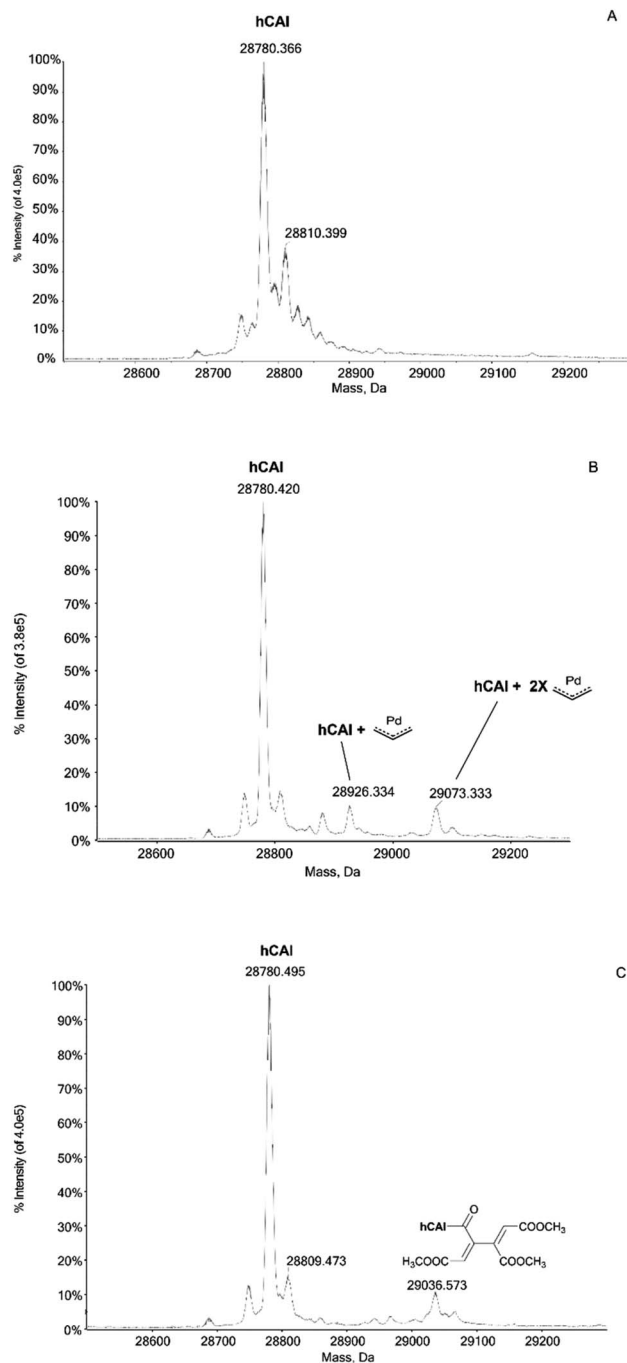 A
hCAI
28780.366
28810.399
100%
90%
80%
70%
60%
50%
40%
30%
20%
10%
0%
% Intensity (of 4.0e5)
28600 28700 28800 28900 29000 29100 29200
Mass, Da
B
hCAI
28780.420
100%
90%
80%
70%
60%
50%
40%
30%
20%
10%
0%
% Intensity (of 3.8e5)
hCAI + Pd
28926.334
hCAI + 2X Pd
29073.333
28600 28800 29000 29200
Mass, Da
C
hCAI
28780.495
100%
90%
80%
70%
60%
50%
40%
30%
20%
10%
0%
% Intensity (of 4.0e5)
28809.473
O
hCAI
COOCH₃
H₃COOC COOCH₃
29036.573
28600 28700 28800 28900 29000 29100 29200
Mass, Da